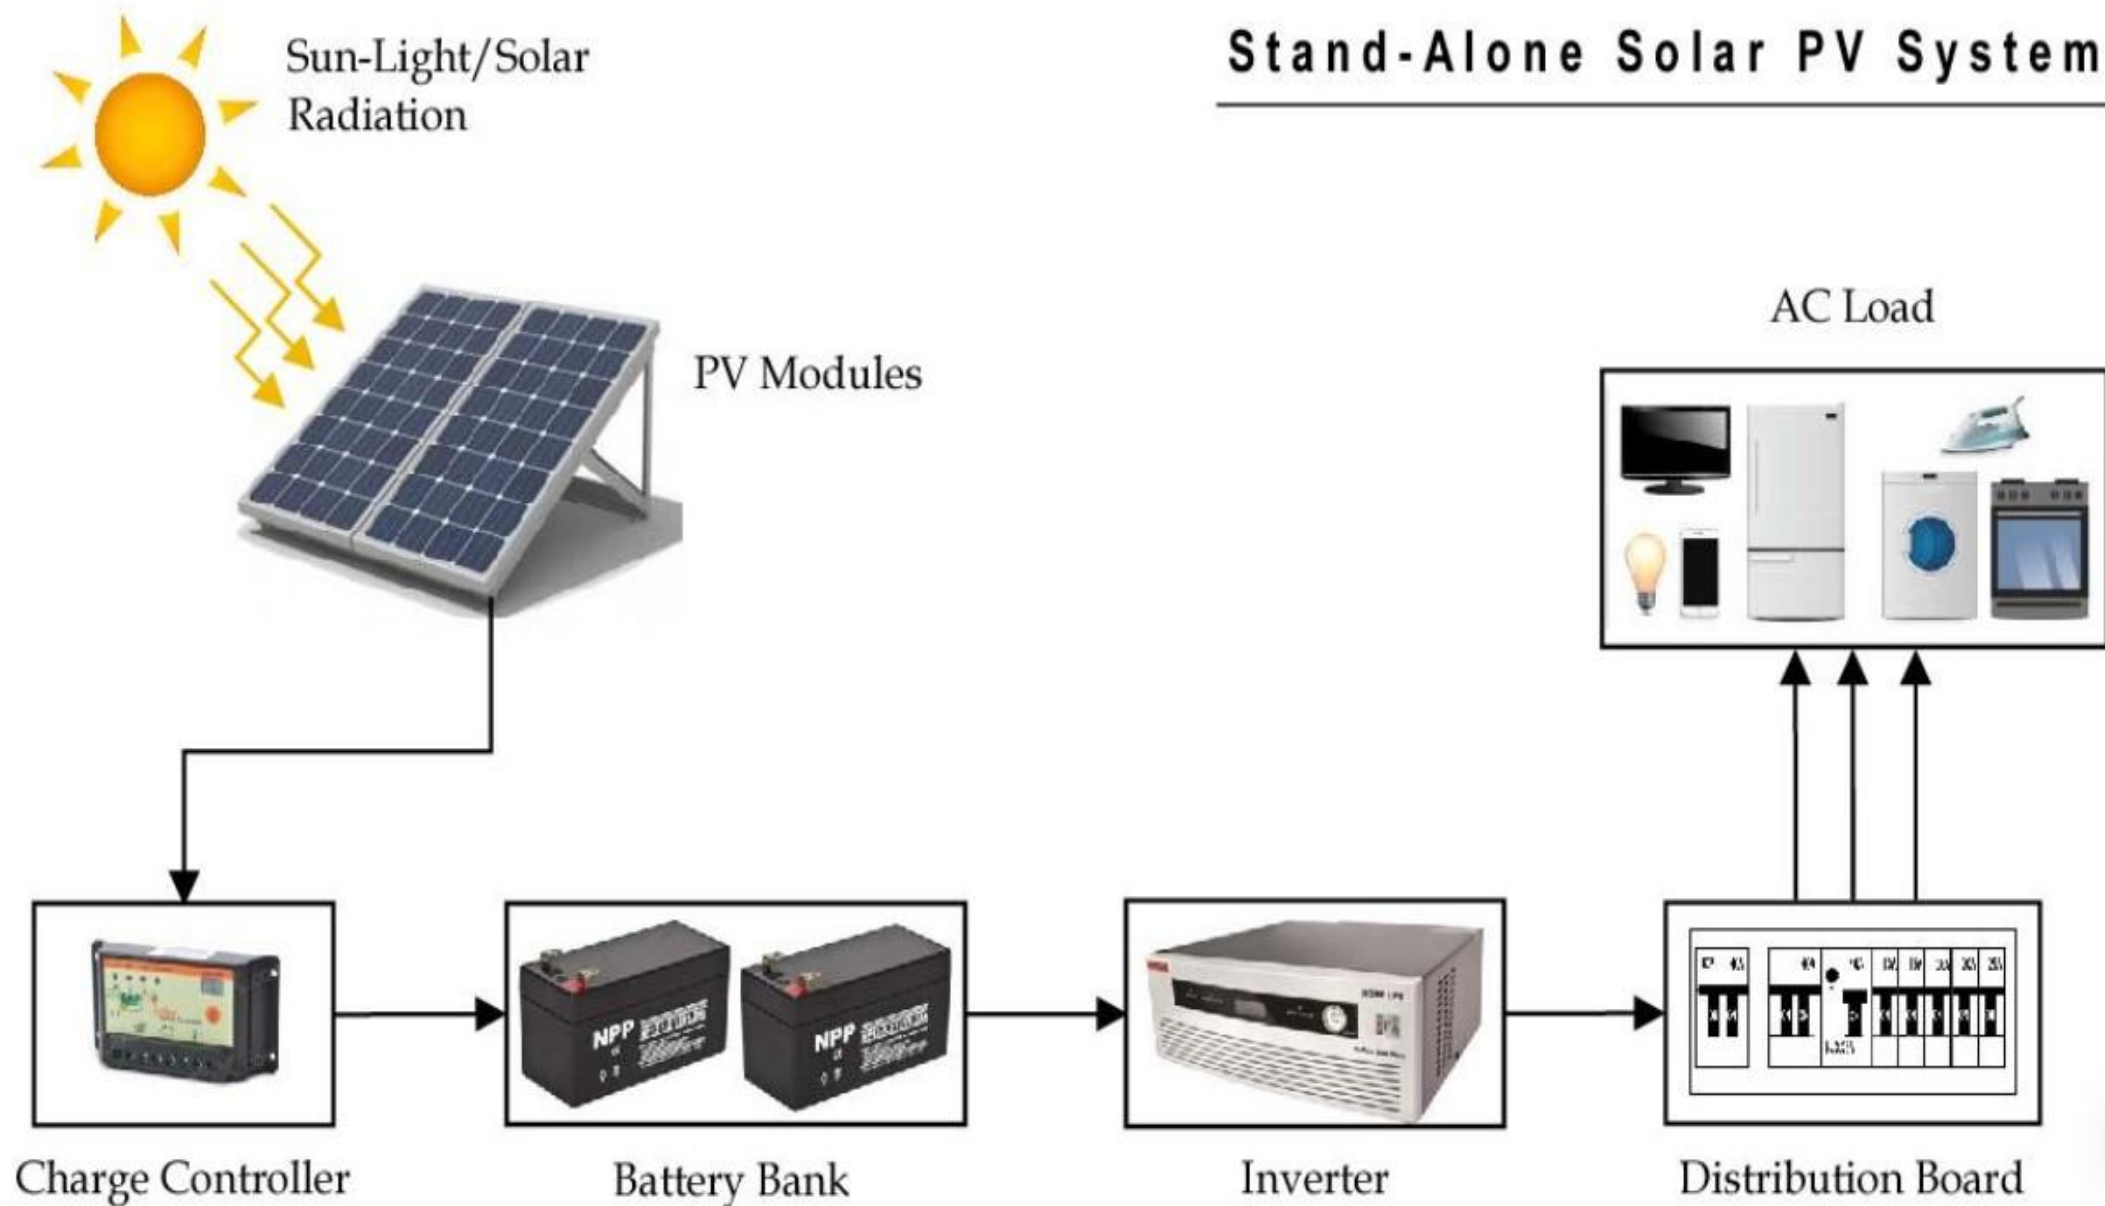 Stand-Alone Solar PV System
Sun-Light/Solar
Radiation
PV Modules
AC Load
NPP
NPP
Charge Controller
Battery Bank
Inverter
Distribution Board